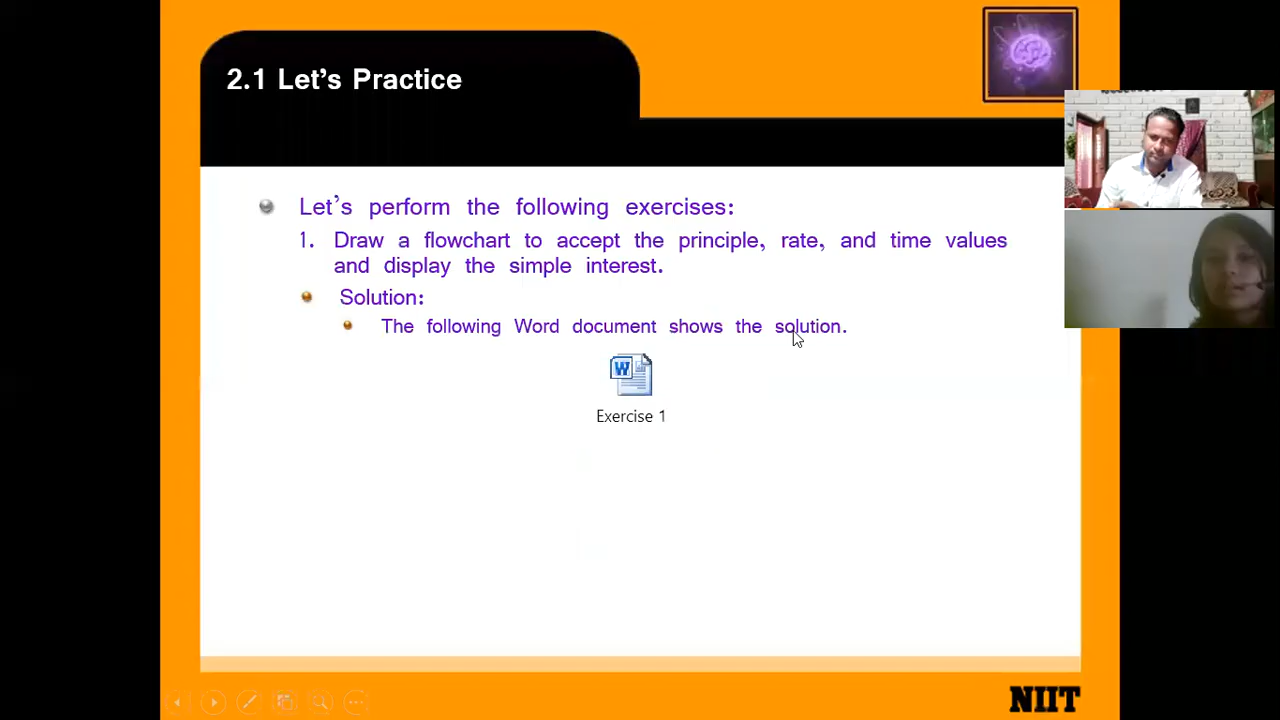 2.1 Let's Practice
Let's perform the following exercises:
1. Draw a flowchart to accept the principle, rate, and time values
and display the simple interest.
Solution:
The following Word document shows the solution.
W
Exercise 1
NIIT